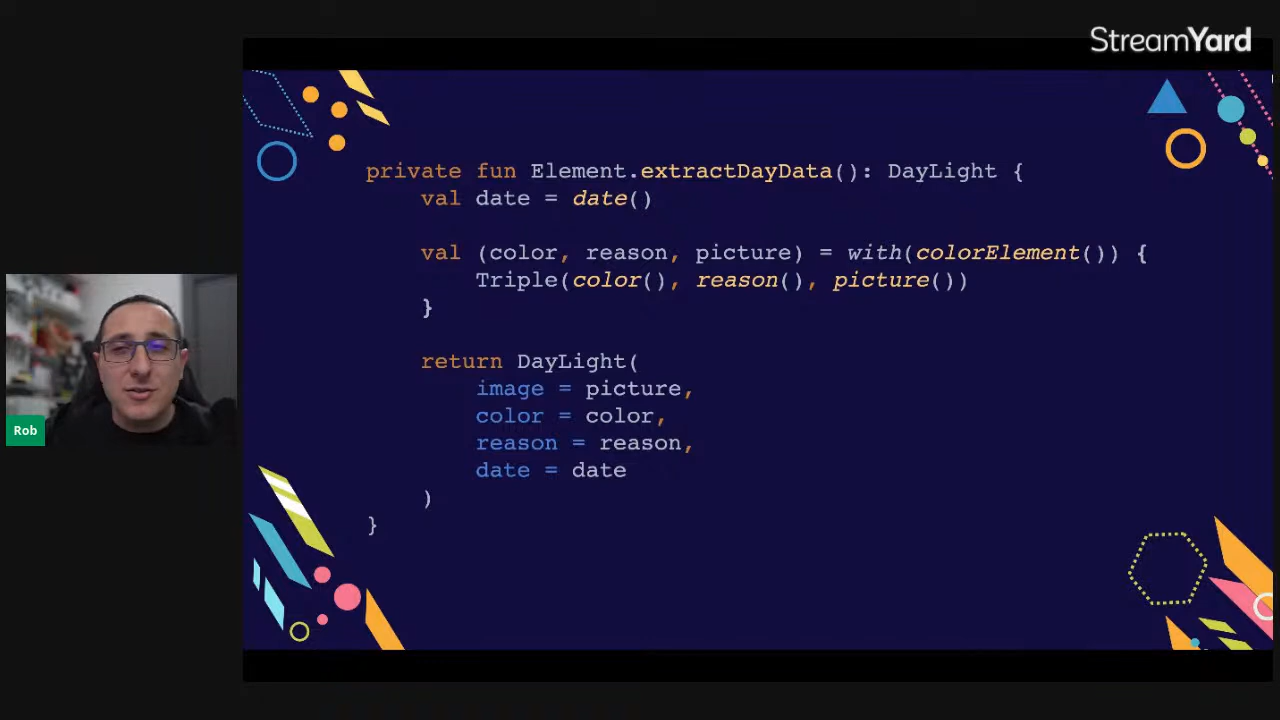 StreamYard
private fun Element.extractDayData(): DayLight {
val date = date()
val (color, reason, picture) = with(colorElement()) {
Triple(color(), reason(), picture())
}
return DayLight(
image = picture,
color = color,
reason = reason,
date = date
)
}
Rob